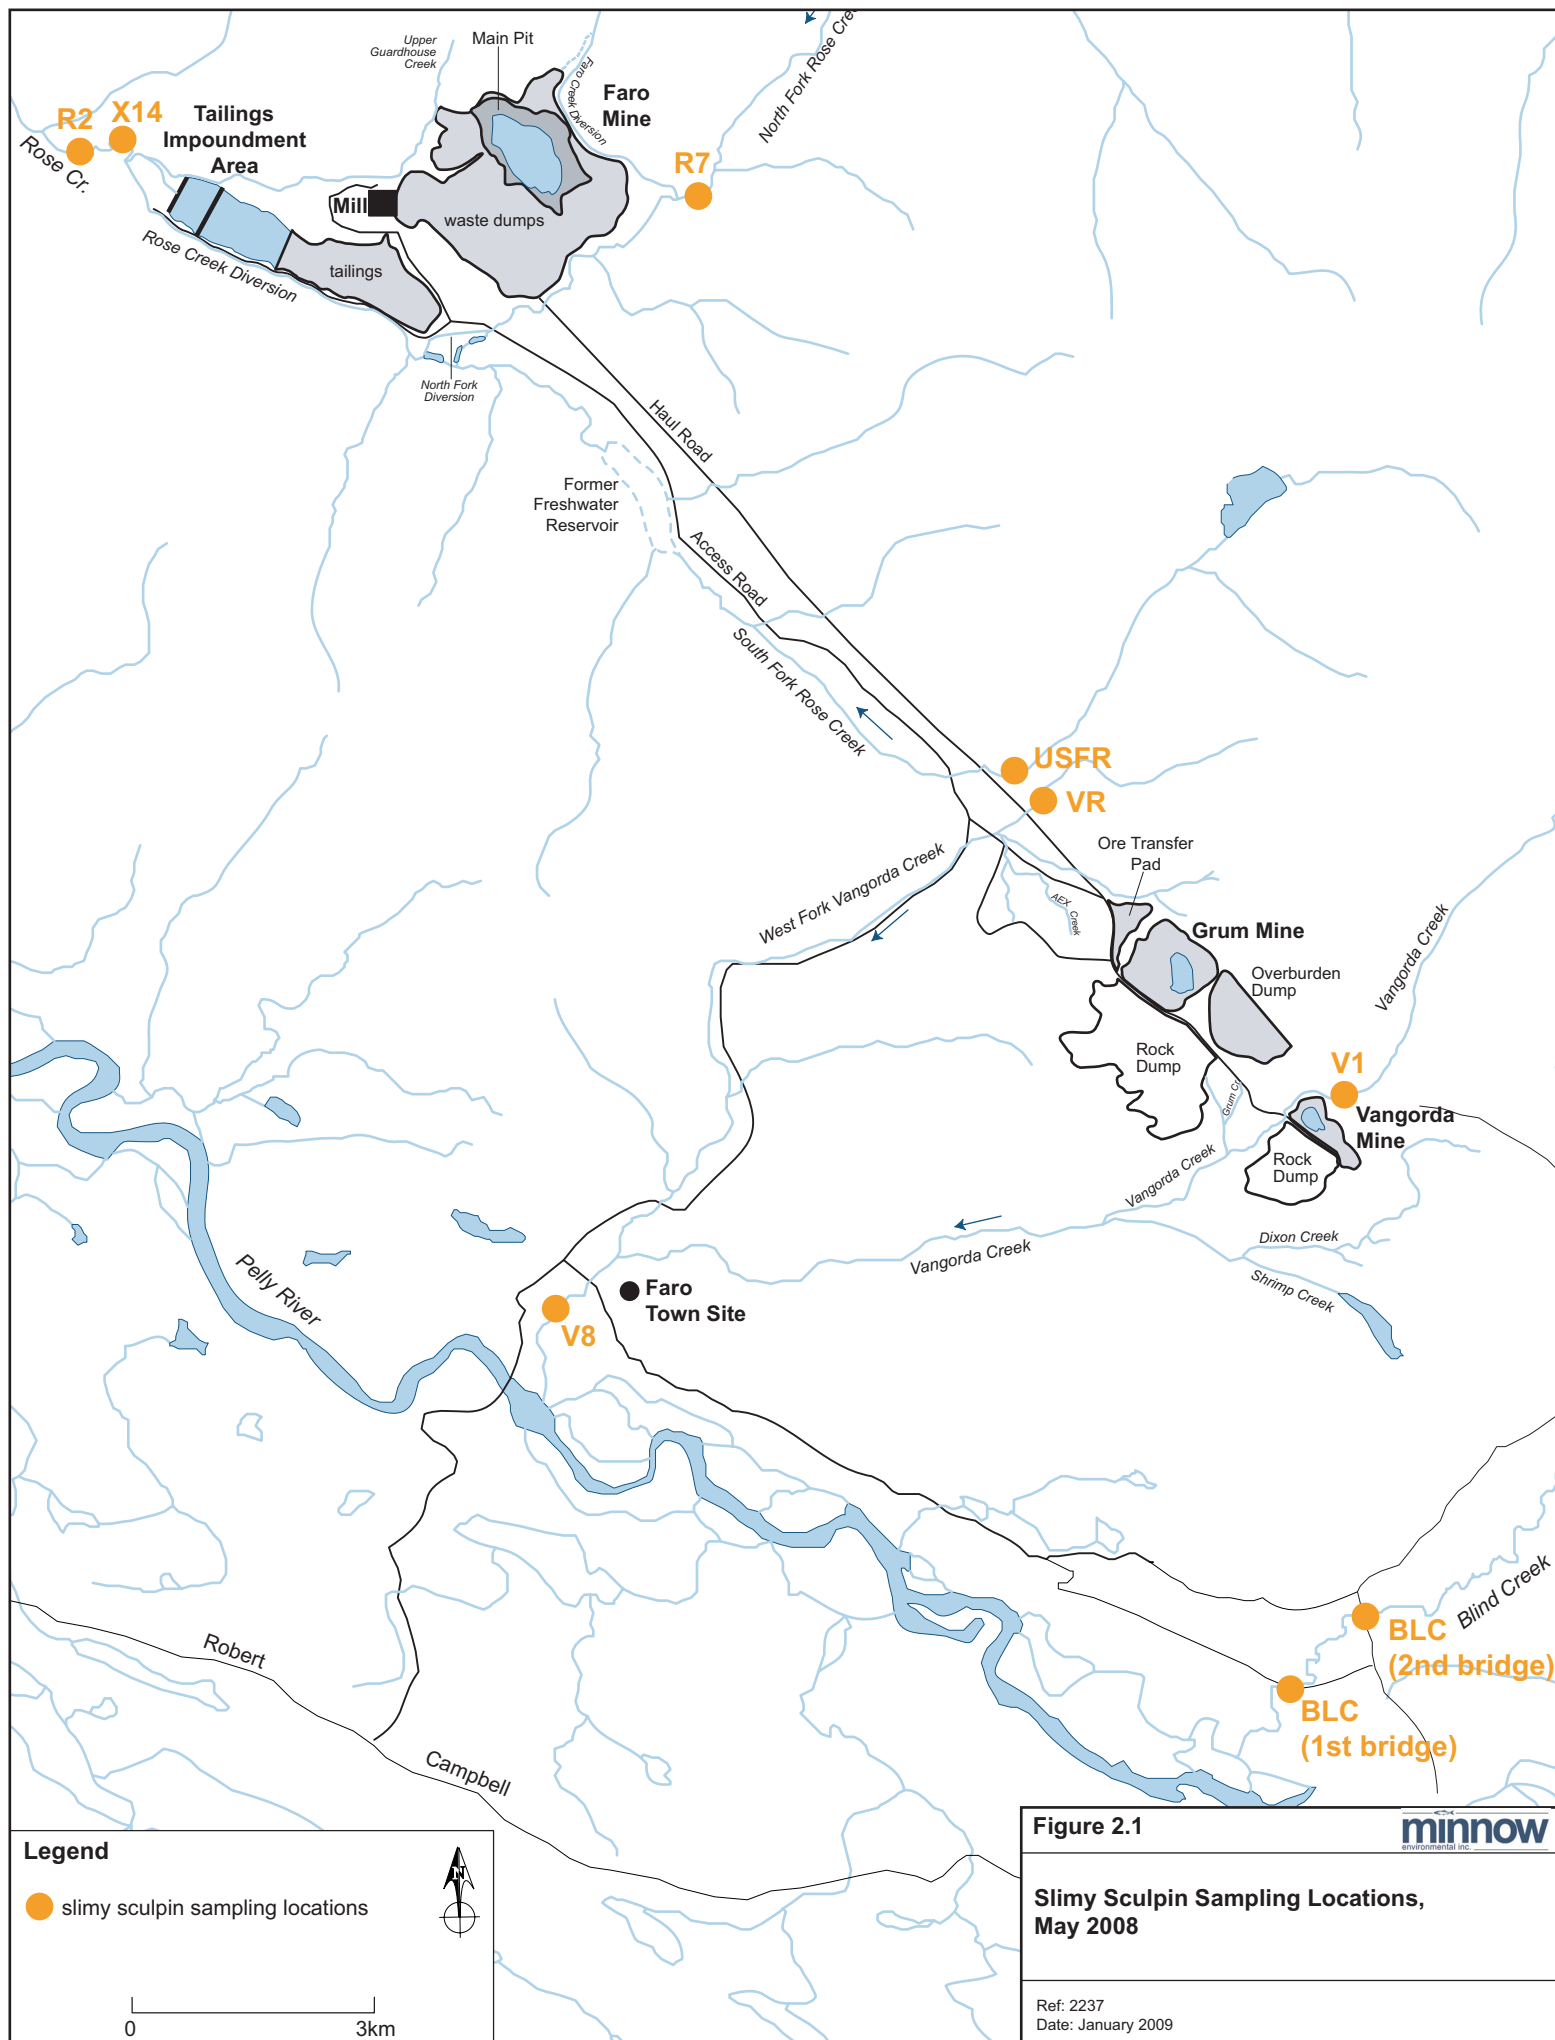 Upper
Guardhouse
Creek
Main Pit
Faro Creek Diversion
Faro
Mine
North Fork Rose Cree
R2
X14
Rose Cr.
Tailings
Impoundment
Area
R7
Mill
waste dumps
tailings
Rose Creek Diversion
North Fork
Diversion
Haul Road
Former
Freshwater
Reservoir
Access Road
South Fork Rose Creek
USFR
VR
Ore Transfer
Pad
West Fork Vangorda Creek
AEX Creek
Grum Mine
Overburden
Dump
Vangorda Creek
Rock
Dump
Grum Cr.
V1
Vangorda
Mine
Rock
Dump
Vangorda Creek
Dixon Creek
Shrimp Creek
Vangorda Creek
Pelly River
Faro
Town Site
V8
Blind Creek
BLC
(2nd bridge)
BLC
(1st bridge)
Robert
Campbell
Legend
N
slimy sculpin sampling locations
0
3km
Figure 2.1
minnow
environmental inc.
Slimy Sculpin Sampling Locations,
May 2008
Ref: 2237
Date: January 2009